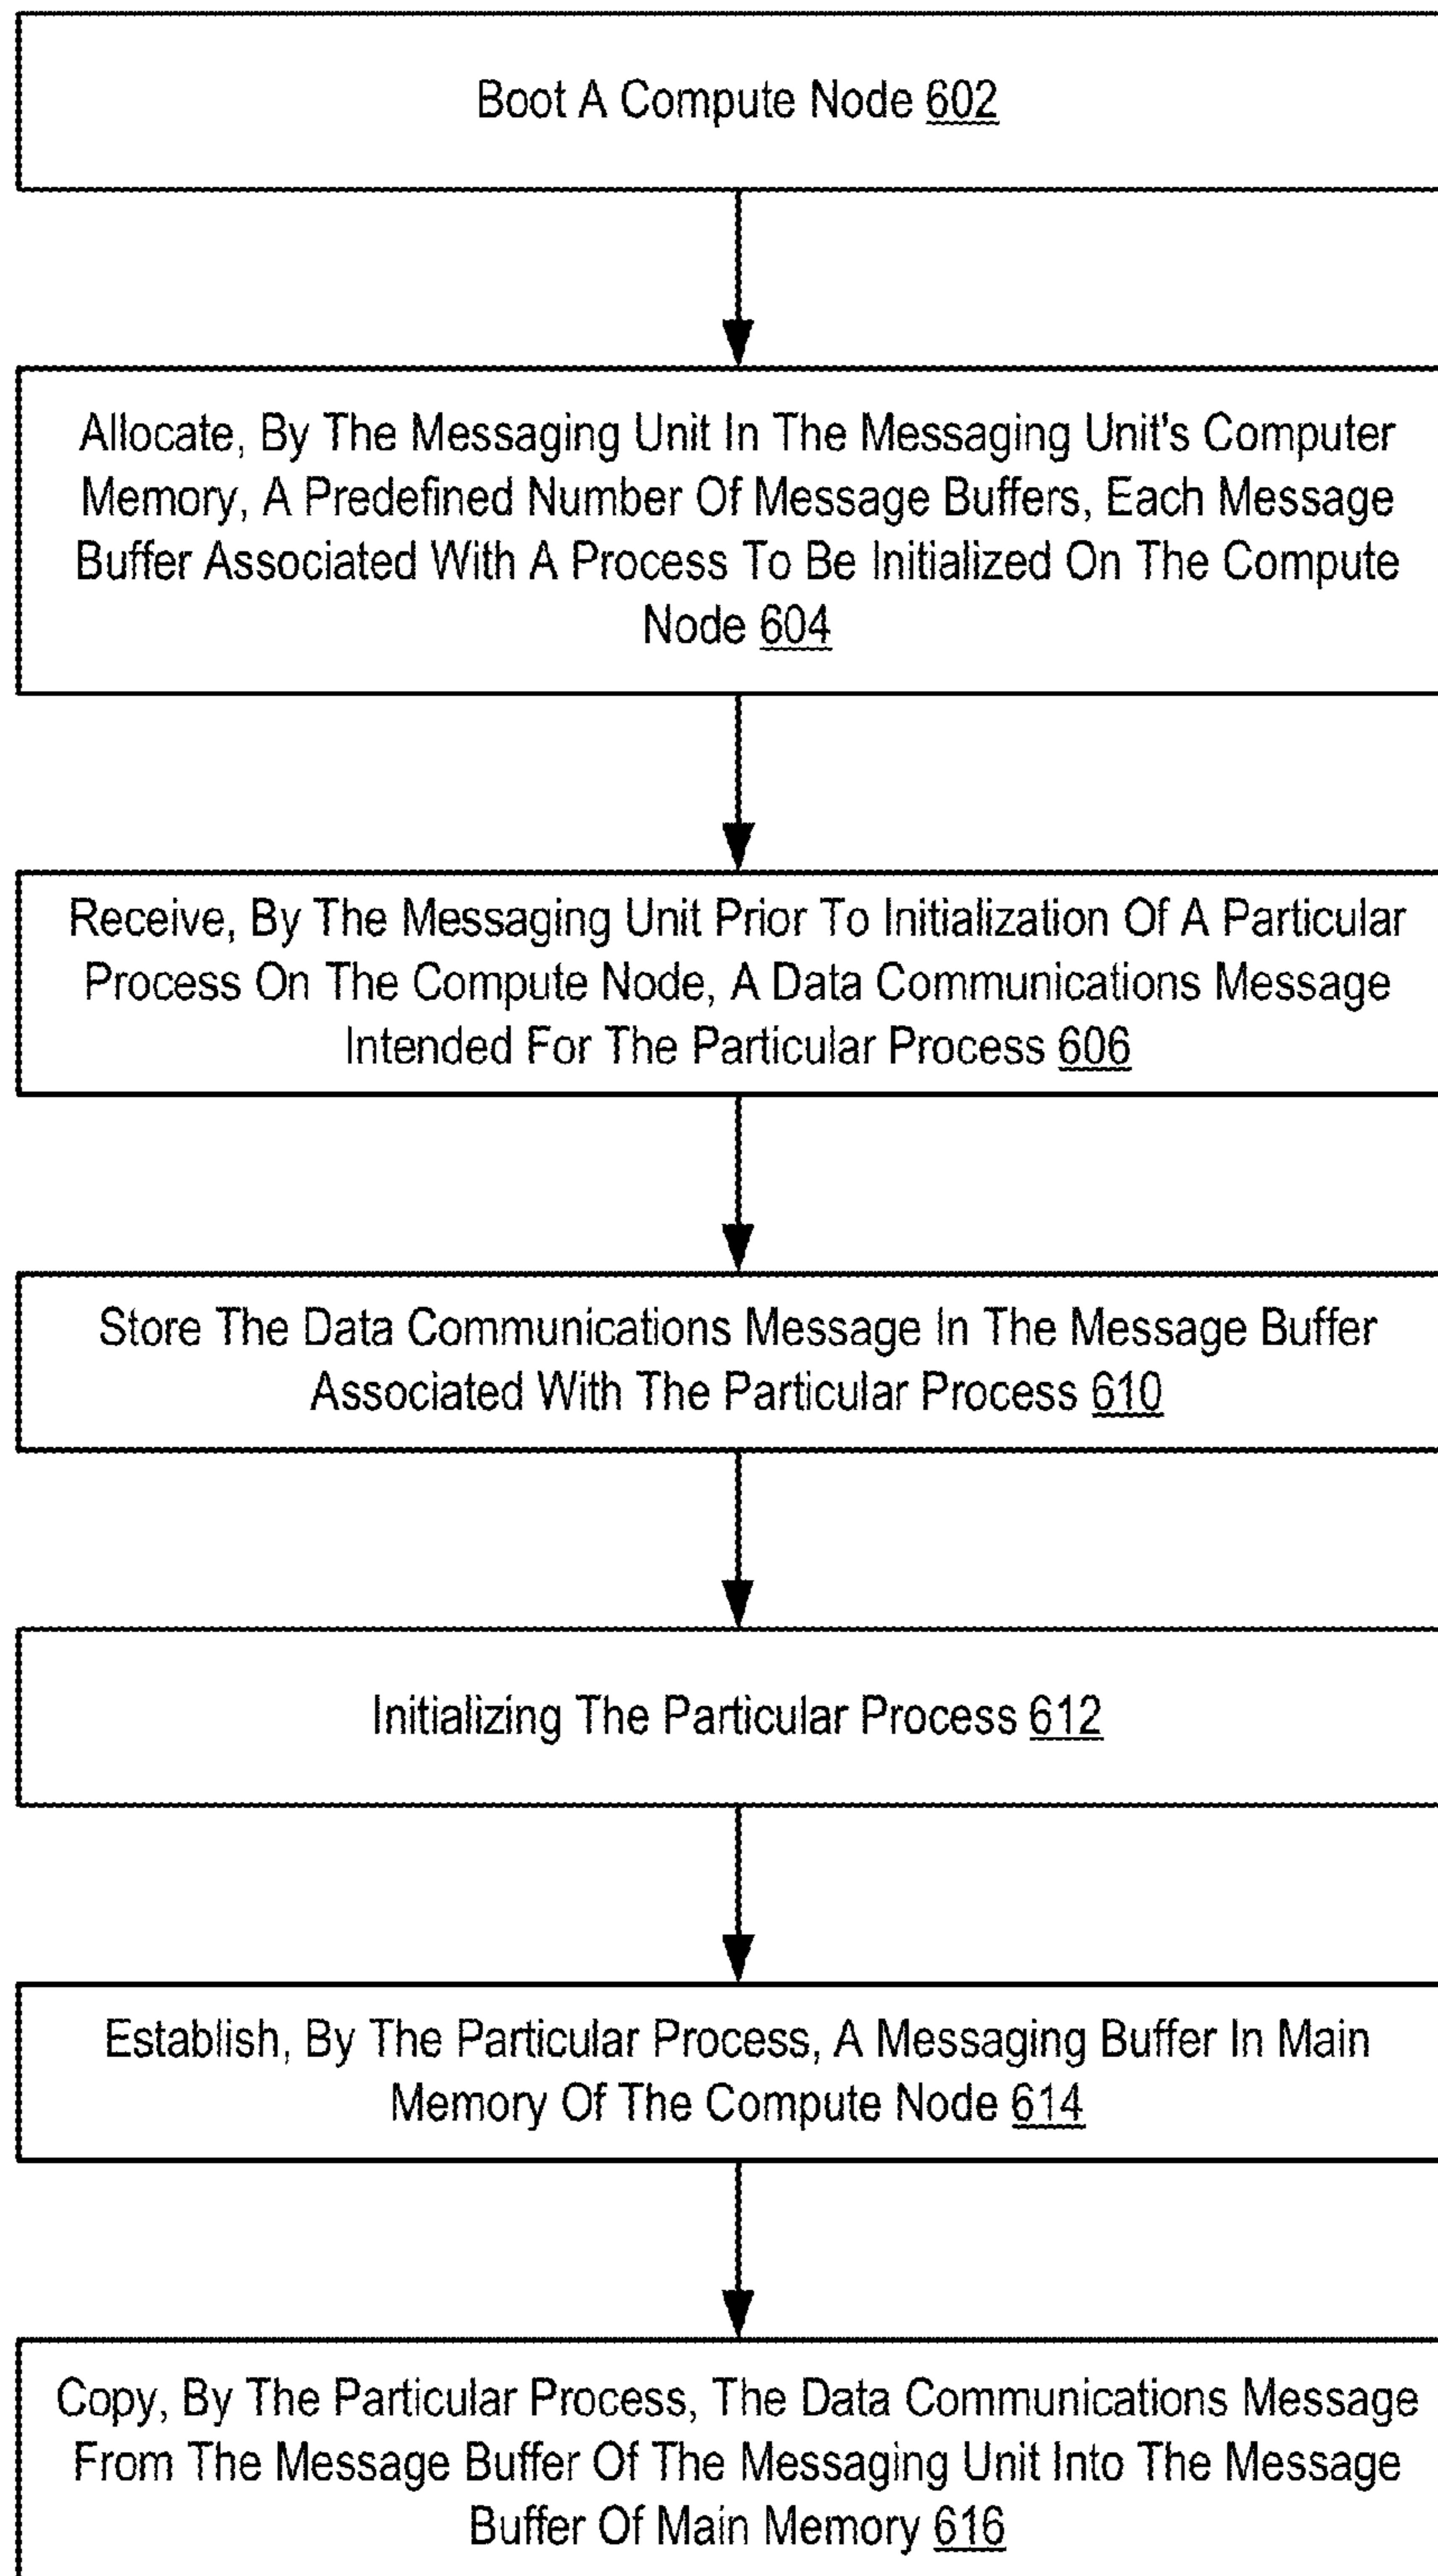 Boot A Compute Node 602
Allocate, By The Messaging Unit In The Messaging Unit's Computer
Memory, A Predefined Number Of Message Buffers, Each Message
Buffer Associated With A Process To Be Initialized On The Compute
Node 604
Receive, By The Messaging Unit Prior To Initialization Of A Particular
Process On The Compute Node, A Data Communications Message
Intended For The Particular Process 606
Store The Data Communications Message In The Message Buffer
Associated With The Particular Process 610
Initializing The Particular Process 612
Establish, By The Particular Process, A Messaging Buffer In Main
Memory Of The Compute Node 614
Copy, By The Particular Process, The Data Communications Message
From The Message Buffer Of The Messaging Unit Into The Message
Buffer Of Main Memory 616